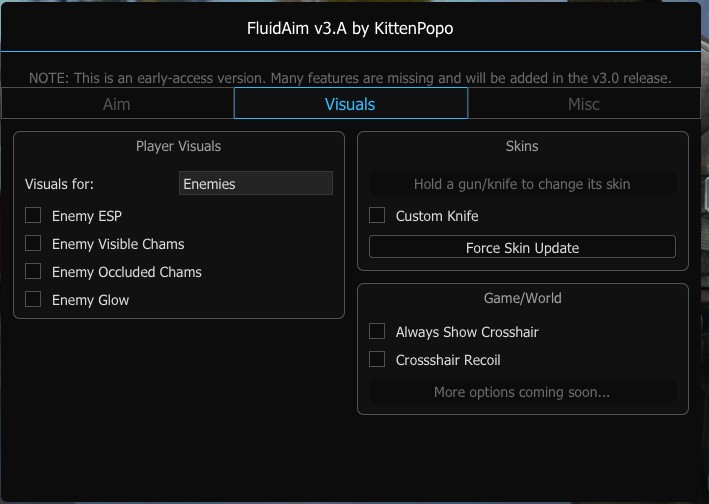 FluidAim v3.A by KittenPopo
NOTE: This is an early-access version. Many features are missing and will be added in the v3.0 release.
Aim
Visuals
Misc
Player Visuals
Visuals for:
Enemies
Enemy ESP
Enemy Visible Chams
Enemy Occluded Chams
Enemy Glow
Skins
Hold a gun/knife to change its skin
Custom Knife
Force Skin Update
Game/World
Always Show Crosshair
Crossshair Recoil
More options coming soon...